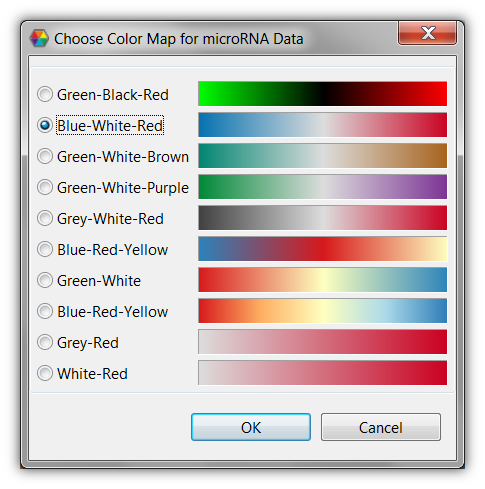 Choose Color Map for microRNA Data
Green-Black-Red
Blue-White-Red
Green-White-Brown
Green-White-Purple
Grey-White-Red
Blue-Red-Yellow
Green-White
Blue-Red-Yellow
Grey-Red
White-Red
OK Cancel